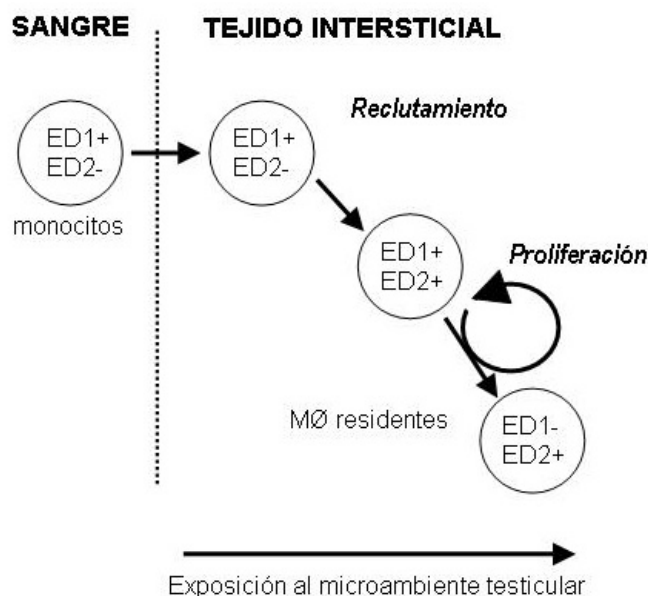 SANGRE
TEJIDO INTERSTICIAL
Reclutamiento
ED1+
ED2-
monocitos
ED1+
ED2-
ED1+
ED2+
Proliferación
MØ residentes
ED1-
ED2+
Exposición al microambiente testicular